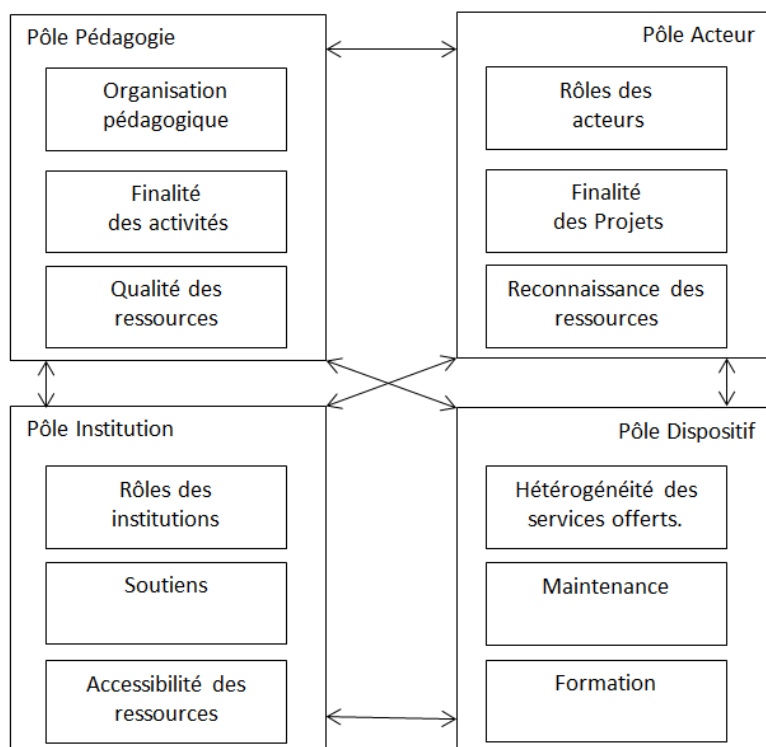 Pôle Pédagogie
Organisation
pédagogique
Finalité
des activités
Qualité des
ressources
Pôle Acteur
Rôles des
acteurs
Finalité
des Projets
Reconnaissance des
ressources
Pôle Institution
Rôles des
institutions
Soutiens
Accessibilité des
ressources
Pôle Dispositif
Hétérogénéité des
services offerts.
Maintenance
Formation